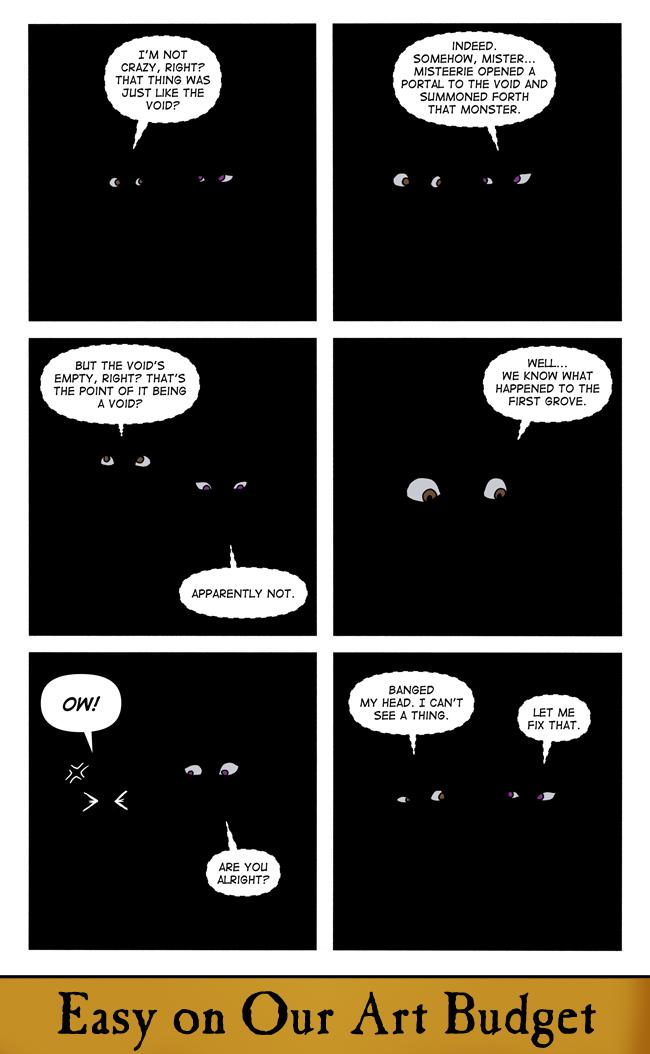 I'M NOT
CRAZY, RIGHT?
THAT THING WAS
JUST LIKE THE
VOID?
INDEED.
SOMEHOW, MISTER...
MISTEERIE OPENED A
PORTAL TO THE VOID AND
SUMMONED FORTH
THAT MONSTER.
BUT THE VOID'S
EMPTY, RIGHT? THAT'S
THE POINT OF IT BEING
A VOID?
APPARENTLY NOT.
WELL...
WE KNOW WHAT
HAPPENED TO THE
FIRST GROVE.
OW!
ARE YOU
ALRIGHT?
BANGED
MY HEAD. I CAN'T
SEE A THING.
LET ME
FIX THAT.
Easy on Our Art Budget